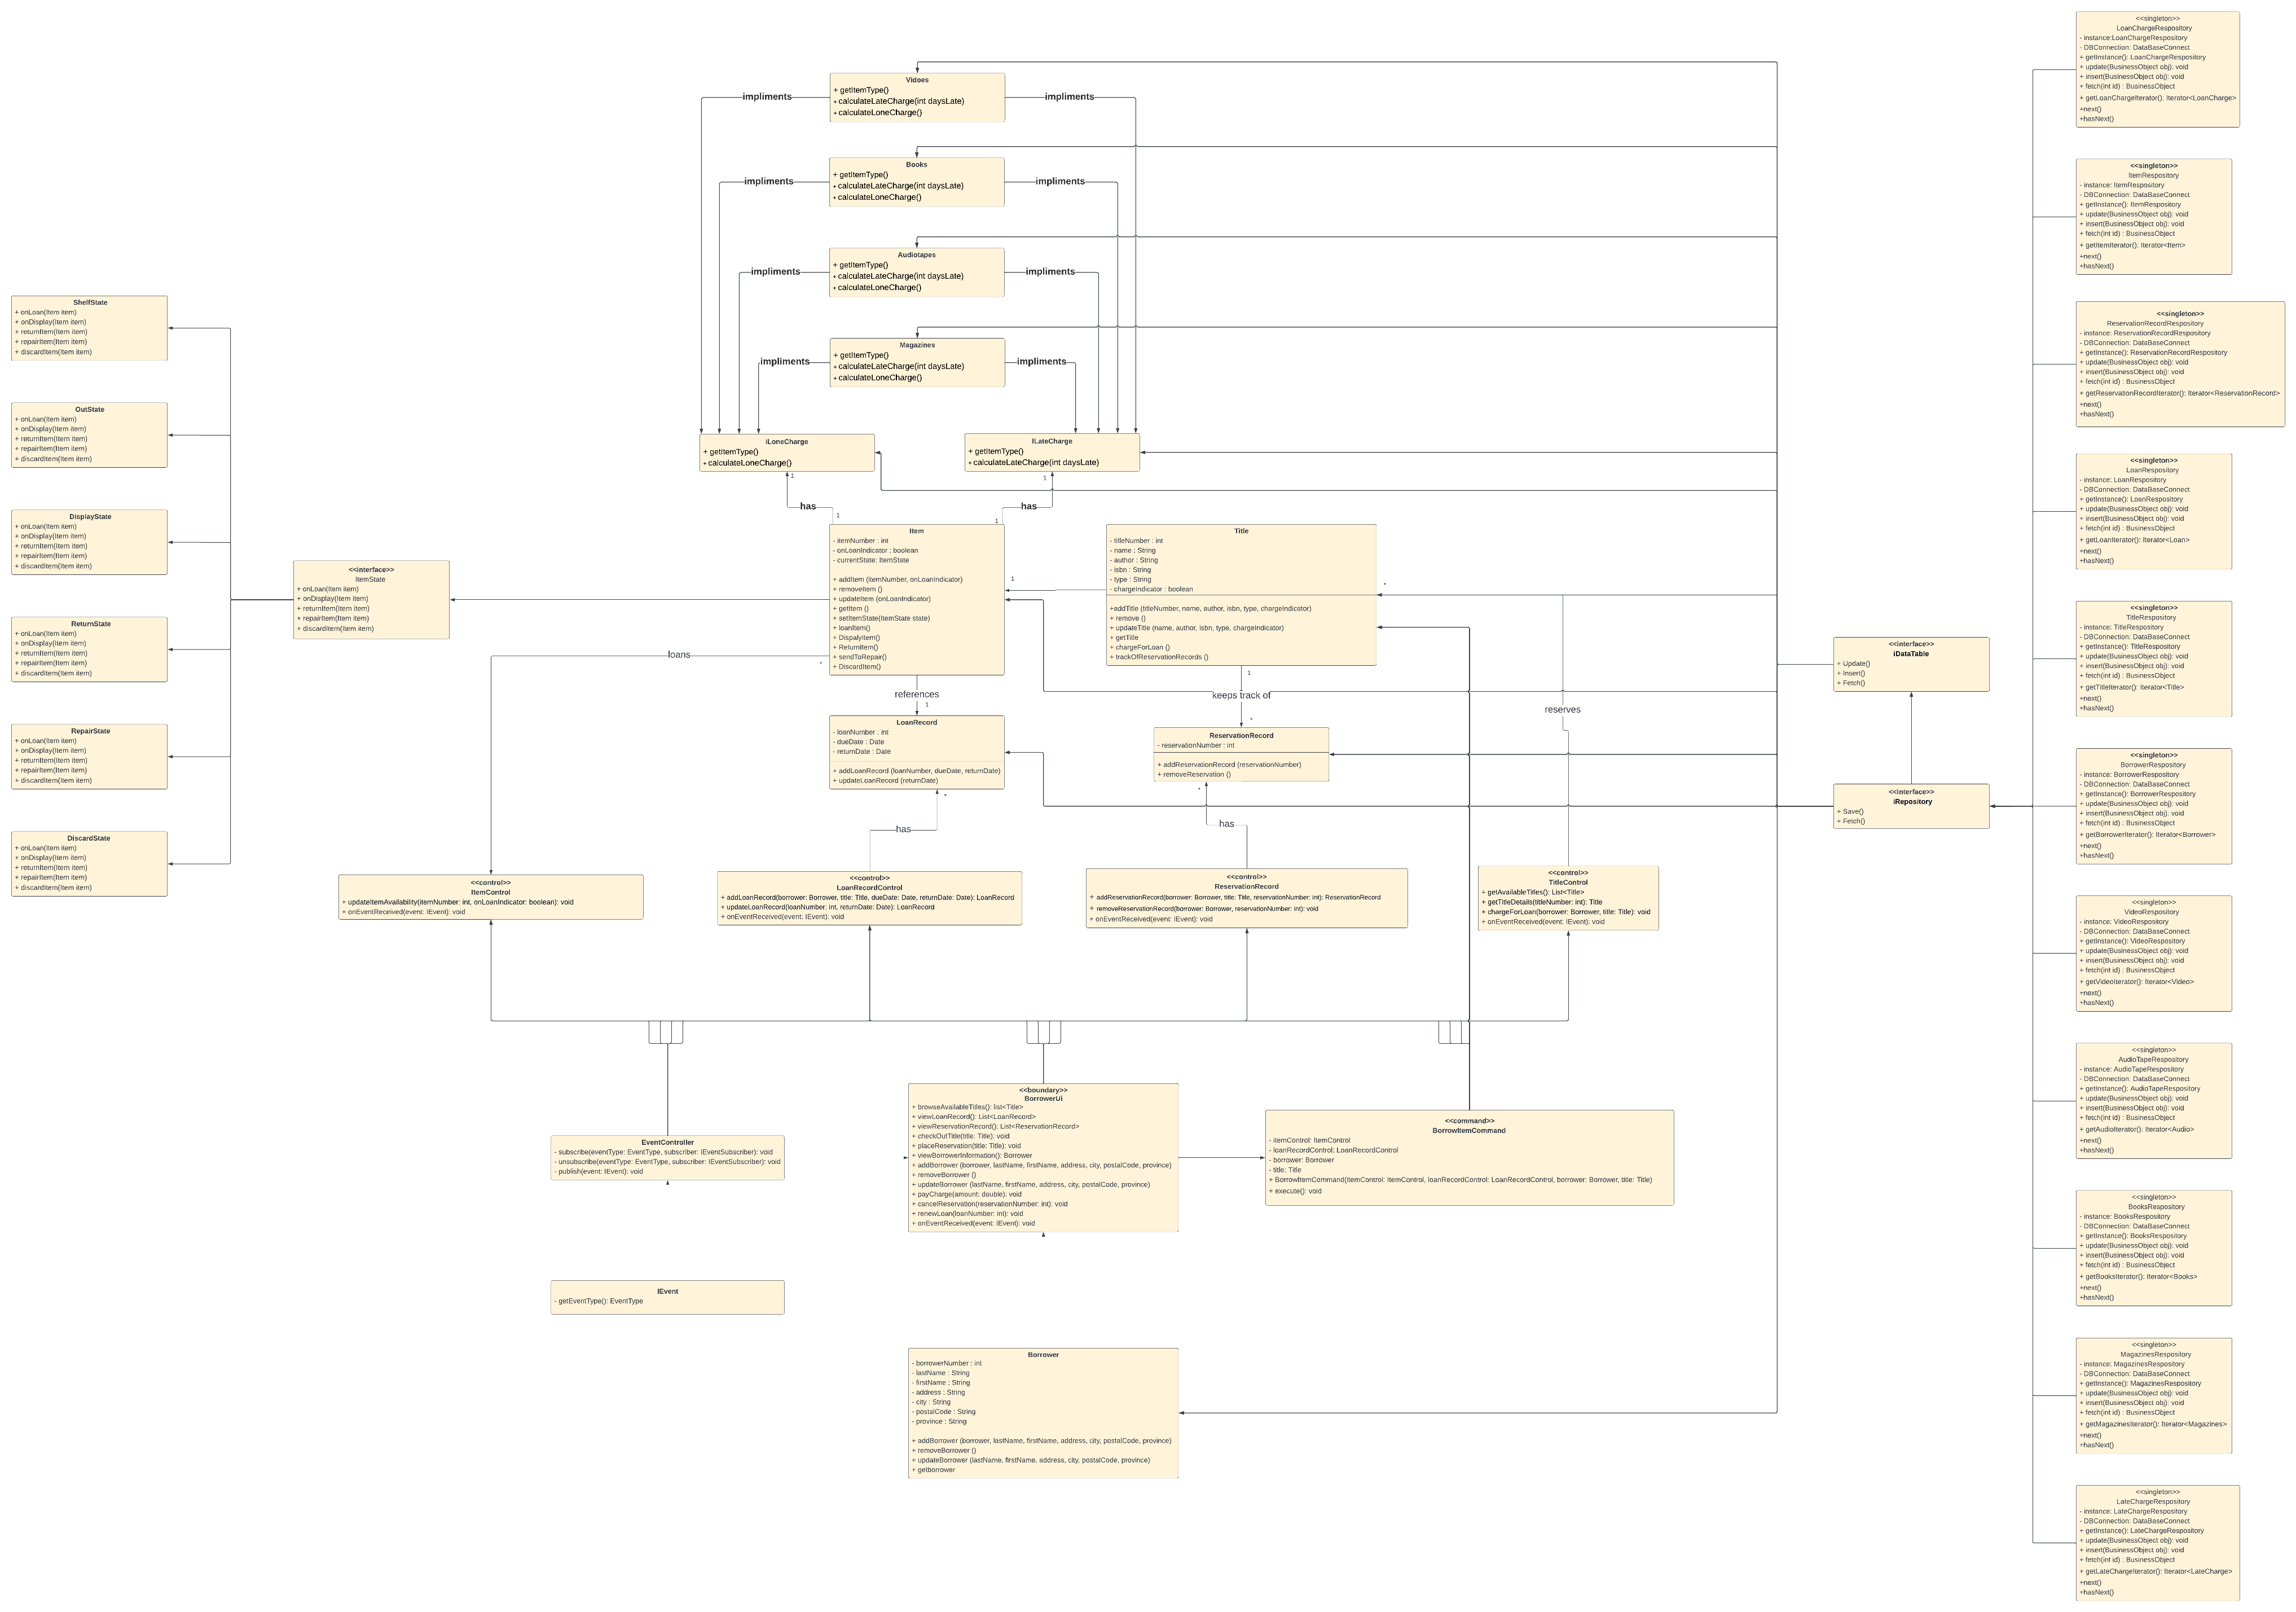 Vidoes
+ getItemType()
+ calculateLateCharge(int daysLate)
+ calculateLoneCharge()
impliments
impliments
Books
+ getItemType()
+ calculateLateCharge(int daysLate)
+ calculateLoneCharge()
impliments
impliments
Audiotapes
+ getItemType()
+ calculateLateCharge(int daysLate)
+ calculateLoneCharge()
impliments
impliments
Magazines
+ getItemType()
+ calculateLateCharge(int daysLate)
+ calculateLoneCharge()
impliments
impliments
iLoneCharge
+ getItemType()
+ calculateLoneCharge()
ILateCharge
+ getItemType()
+ calculateLateCharge(int daysLate)
1
has
1
1
has
1
ShelfState
+ onLoan(Item item)
+ onDisplay(Item item)
+ returnItem(Item item)
+ repairItem(Item item)
+ discardItem(Item item)
OutState
+ onLoan(Item item)
+ onDisplay(Item item)
+ returnItem(Item item)
+ repairItem(Item item)
+ discardItem(Item item)
DisplayState
+ onLoan(Item item)
+ onDisplay(Item item)
+ returnItem(Item item)
+ repairItem(Item item)
+ discardItem(Item item)
ReturnState
+ onLoan(Item item)
+ onDisplay(Item item)
+ returnItem(Item item)
+ repairItem(Item item)
+ discardItem(Item item)
RepairState
+ onLoan(Item item)
+ onDisplay(Item item)
+ returnItem(Item item)
+ repairItem(Item item)
+ discardItem(Item item)
DiscardState
+ onLoan(Item item)
+ onDisplay(Item item)
+ returnItem(Item item)
+ repairItem(Item item)
+ discardItem(Item item)
<<interface>>
ItemState
+ onLoan(Item item)
+ onDisplay(Item item)
+ returnItem(Item item)
+ repairItem(Item item)
+ discardItem(Item item)
Item
- itemNumber : int
- onLoanIndicator : boolean
- currentState: ItemState
+ addItem (itemNumber, onLoanIndicator)
+ removeItem ()
+ updateItem (onLoanIndicator)
+ getItem ()
+ setItemState(ItemState state)
+ loanItem()
+ DispalyItem()
+ ReturnItem()
+ sendToRepair()
+ DiscardItem()
1
Title
- titleNumber : int
- name : String
- author : String
- isbn : String
- type : String
- chargeIndicator : boolean
+addTitle (titleNumber, name, author, isbn, type, chargeIndicator)
+ remove ()
+ updateTitle (name, author, isbn, type, chargeIndicator)
+ getTitle
+ chargeForLoan ()
+ trackOfReservationRecords ()
*
loans
*
references
1
1
keeps track of
*
reserves
LoanRecord
- loanNumber : int
- dueDate : Date
- returnDate : Date
+ addLoanRecord (loanNumber, dueDate, returnDate)
+ updateLoanRecord (returnDate)
*
has
ReservationRecord
- reservationNumber : int
+ addReservationRecord (reservationNumber)
+ removeReservation ()
*
has
<<interface>>
iDataTable
+ Update()
+ Insert()
+ Fetch()
<<interface>>
iRepository
+ Save()
+ Fetch()
<<control>>
ItemControl
+ updateItemAvailability(itemNumber: int, onLoanIndicator: boolean): void
+ onEventReceived(event: IEvent): void
<<control>>
LoanRecordControl
+ addLoanRecord(borrower: Borrower, title: Title, dueDate: Date, returnDate: Date): LoanRecord
+ updateLoanRecord(loanNumber: int, returnDate: Date): LoanRecord
+ onEventReceived(event: IEvent): void
<<control>>
ReservationRecord
+ addReservationRecord(borrower: Borrower, title: Title, reservationNumber: int): ReservationRecord
+ removeReservationRecord(borrower: Borrower, reservationNumber: int): void
+ onEventReceived(event: IEvent): void
<<control>>
TitleControl
+ getAvailableTitles(): List<Title>
+ getTitleDetails(titleNumber: int): Title
+ chargeForLoan(borrower: Borrower, title: Title): void
+ onEventReceived(event: IEvent): void
EventController
- subscribe(eventType: EventType, subscriber: IEventSubscriber): void
- unsubscribe(eventType: EventType, subscriber: IEventSubscriber): void
- publish(event: IEvent): void
<<boundary>>
BorrowerUi
+ browseAvailableTitles(): list<Title>
+ viewLoanRecord(): List<LoanRecord>
+ viewReservationRecord(): List<ReservationRecord>
+ checkOutTitle(title: Title): void
+ placeReservation(title: Title): void
+ viewBorrowerInformation(): Borrower
+ addBorrower (borrower, lastName, firstName, address, city, postalCode, province)
+ removeBorrower ()
+ updateBorrower (lastName, firstName, address, city, postalCode, province)
+ payCharge(amount: double): void
+ cancelReservation(reservationNumber: int): void
+ renewLoan(loanNumber: int): void
+ onEventReceived(event: IEvent): void
<<command>>
BorrowItemCommand
- itemControl: ItemControl
- loanRecordControl: LoanRecordControl
- borrower: Borrower
- title: Title
+ BorrowItemCommand(itemControl: ItemControl, loanRecordControl: LoanRecordControl, borrower: Borrower, title: Title)
+ execute(): void
IEvent
- getEventType(): EventType
Borrower
- borrowerNumber : int
- lastName : String
- firstName : String
- address : String
- city : String
- postalCode : String
- province : String
+ addBorrower (borrower, lastName, firstName, address, city, postalCode, province)
+ removeBorrower ()
+ updateBorrower (lastName, firstName, address, city, postalCode, province)
+ getborrower
<<singleton>>
LoanChargeRespository
- instance:LoanChargeRespository
- DBConnection: DataBaseConnect
+ getInstance(): LoanChargeRespository
+ update(BusinessObject obj): void
+ insert(BusinessObject obj): void
+ fetch(int id) : BusinessObject
+ getLoanChargeIterator(): Iterator<LoanCharge>
+next()
+hasNext()
<<singleton>>
ItemRespository
- instance: ItemRespository
- DBConnection: DataBaseConnect
+ getInstance(): ItemRespository
+ update(BusinessObject obj): void
+ insert(BusinessObject obj): void
+ fetch(int id) : BusinessObject
+ getItemIterator(): Iterator<Item>
+next()
+hasNext()
<<singleton>>
ReservationRecordRespository
- instance: ReservationRecordRespository
- DBConnection: DataBaseConnect
+ getInstance(): ReservationRecordRespository
+ update(BusinessObject obj): void
+ insert(BusinessObject obj): void
+ fetch(int id) : BusinessObject
+ getReservationRecordIterator(): Iterator<ReservationRecord>
+next()
+hasNext()
<<singleton>>
LoanRespository
- instance: LoanRespository
- DBConnection: DataBaseConnect
+ getInstance(): LoanRespository
+ update(BusinessObject obj): void
+ insert(BusinessObject obj): void
+ fetch(int id) : BusinessObject
+ getLoanIterator(): Iterator<Loan>
+next()
+hasNext()
<<singleton>>
TitleRespository
- instance: TitleRespository
- DBConnection: DataBaseConnect
+ getInstance(): TitleRespository
+ update(BusinessObject obj): void
+ insert(BusinessObject obj): void
+ fetch(int id) : BusinessObject
+ getTitleIterator(): Iterator<Title>
+next()
+hasNext()
<<singleton>>
BorrowerRespository
- instance: BorrowerRespository
- DBConnection: DataBaseConnect
+ getInstance(): BorrowerRespository
+ update(BusinessObject obj): void
+ insert(BusinessObject obj): void
+ fetch(int id) : BusinessObject
+ getBorrowerIterator(): Iterator<Borrower>
+next()
+hasNext()
<<singleton>>
VideoRespository
- instance: VideoRespository
- DBConnection: DataBaseConnect
+ getInstance(): VideoRespository
+ update(BusinessObject obj): void
+ insert(BusinessObject obj): void
+ fetch(int id) : BusinessObject
+ getVideoIterator(): Iterator<Video>
+next()
+hasNext()
<<singleton>>
AudioTapeRespository
- instance: AudioTapeRespository
- DBConnection: DataBaseConnect
+ getInstance(): AudioTapeRespository
+ update(BusinessObject obj): void
+ insert(BusinessObject obj): void
+ fetch(int id) : BusinessObject
+ getAudioIterator(): Iterator<Audio>
+next()
+hasNext()
<<singleton>>
BooksRespository
- instance: BooksRespository
- DBConnection: DataBaseConnect
+ getInstance(): BooksRespository
+ update(BusinessObject obj): void
+ insert(BusinessObject obj): void
+ fetch(int id) : BusinessObject
+ getBooksIterator(): Iterator<Books>
+next()
+hasNext()
<<singleton>>
MagazinesRespository
- instance: MagazinesRespository
- DBConnection: DataBaseConnect
+ getInstance(): MagazinesRespository
+ update(BusinessObject obj): void
+ insert(BusinessObject obj): void
+ fetch(int id) : BusinessObject
+ getMagazinesIterator(): Iterator<Magazines>
+next()
+hasNext()
<<singleton>>
LateChargeRespository
- instance: LateChargeRespository
- DBConnection: DataBaseConnect
+ getInstance(): LateChargeRespository
+ update(BusinessObject obj): void
+ insert(BusinessObject obj): void
+ fetch(int id) : BusinessObject
+ getLateChargeIterator(): Iterator<LateCharge>
+next()
+hasNext()